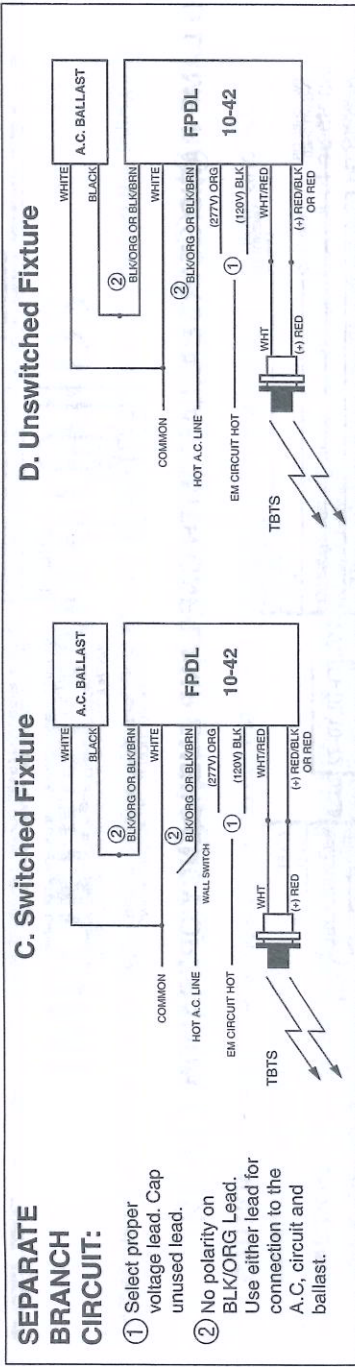 SEPARATE
BRANCH
CIRCUIT:
① Select proper
voltage lead. Cap
unused lead.
② No polarity on
BLK/ORG Lead.
Use either lead for
connection to the
A.C, circuit and
ballast.
C. Switched Fixture
A.C. BALLAST
WHITE
BLACK
② BLK/ORG OR BLK/BRN
WHITE
COMMON
② BLK/ORG OR BLK/BRN
WALL SWITCH
HOT A.C. LINE
FPDL
10-42
(277V) ORG
① (120V) BLK
EM CIRCUIT HOT
WHT/RED
WHT
(+) RED
(+) RED/BLK
OR RED
TBTS
D. Unswitched Fixture
A.C. BALLAST
WHITE
BLACK
② BLK/ORG OR BLK/BRN
WHITE
COMMON
② BLK/ORG OR BLK/BRN
HOT A.C. LINE
FPDL
10-42
(277V) ORG
① (120V) BLK
EM CIRCUIT HOT
WHT/RED
WHT
(+) RED
(+) RED/BLK
OR RED
TBTS